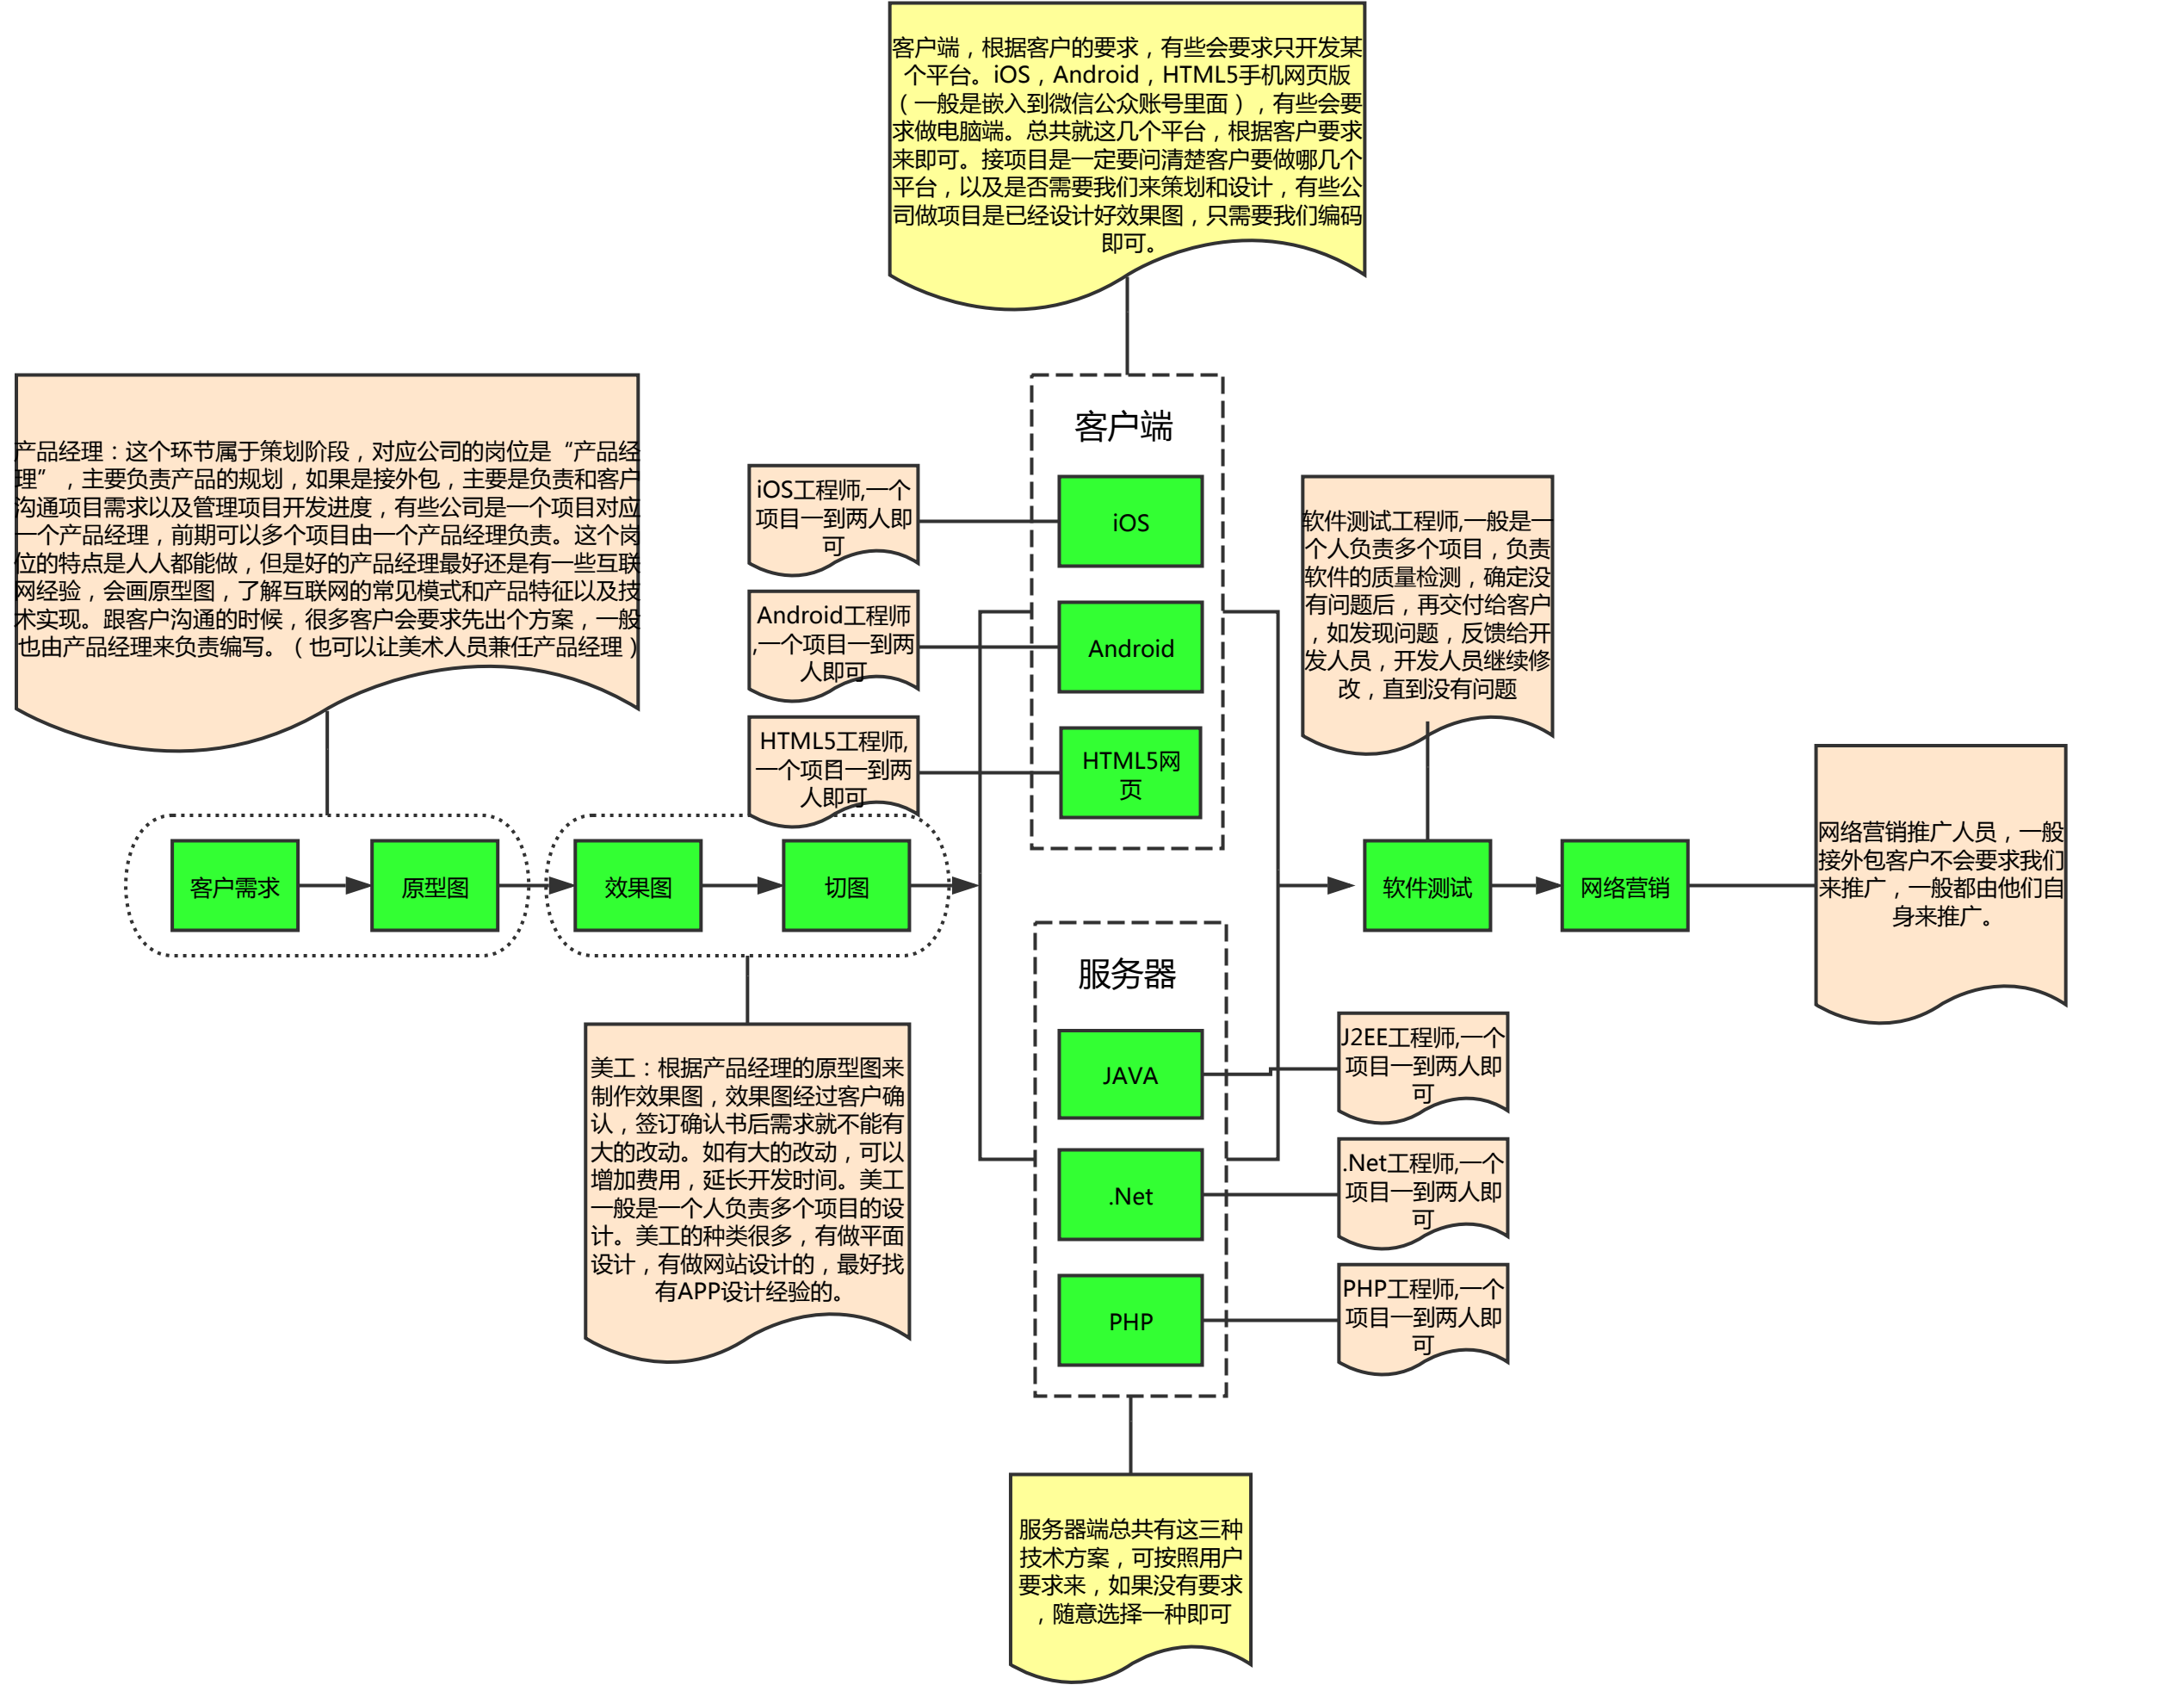 客户端，根据客户的要求，有些会要求只开发某
个平台。iOS，Android，HTML5手机网页版
（一般是嵌入到微信公众账号里面），有些会要
求做电脑端。总共就这几个平台，根据客户要求
来即可。接项目是一定要问清楚客户要做哪几个
平台，以及是否需要我们来策划和设计，有些公
司做项目是已经设计好效果图，只需要我们编码
即可。
产品经理：这个环节属于策划阶段，对应公司的岗位是“产品经
理”，主要负责产品的规划，如果是接外包，主要是负责和客户
沟通项目需求以及管理项目开发进度，有些公司是一个项目对应
一个产品经理，前期可以多个项目由一个产品经理负责。这个岗
位的特点是人人都能做，但是好的产品经理最好还是有一些互联
网经验，会画原型图，了解互联网的常见模式和产品特征以及技
术实现。跟客户沟通的时候，很多客户会要求先出个方案，一般
也由产品经理来负责编写。（也可以让美术人员兼任产品经理）
客户端
iOS工程师,一个
项目一到两人即
可
iOS
Android工程师
,一个项目一到两
人即可
Android
HTML5工程师,
一个项目一到两
人即可
HTML5网
页
软件测试工程师,一般是一
个人负责多个项目，负责
软件的质量检测，确定没
有问题后，再交付给客户
，如发现问题，反馈给开
发人员，开发人员继续修
改，直到没有问题
网络营销推广人员，一般
接外包客户不会要求我们
来推广，一般都由他们自
身来推广。
客户需求
原型图
效果图
切图
软件测试
网络营销
服务器
JAVA
J2EE工程师,一个
项目一到两人即
可
.Net
.Net工程师,一个
项目一到两人即
可
PHP
PHP工程师,一个
项目一到两人即
可
美工：根据产品经理的原型图来
制作效果图，效果图经过客户确
认，签订确认书后需求就不能有
大的改动。如有大的改动，可以
增加费用，延长开发时间。美工
一般是一个人负责多个项目的设
计。美工的种类很多，有做平面
设计，有做网站设计的，最好找
有APP设计经验的。
服务器端总共有这三种
技术方案，可按照用户
要求来，如果没有要求
，随意选择一种即可